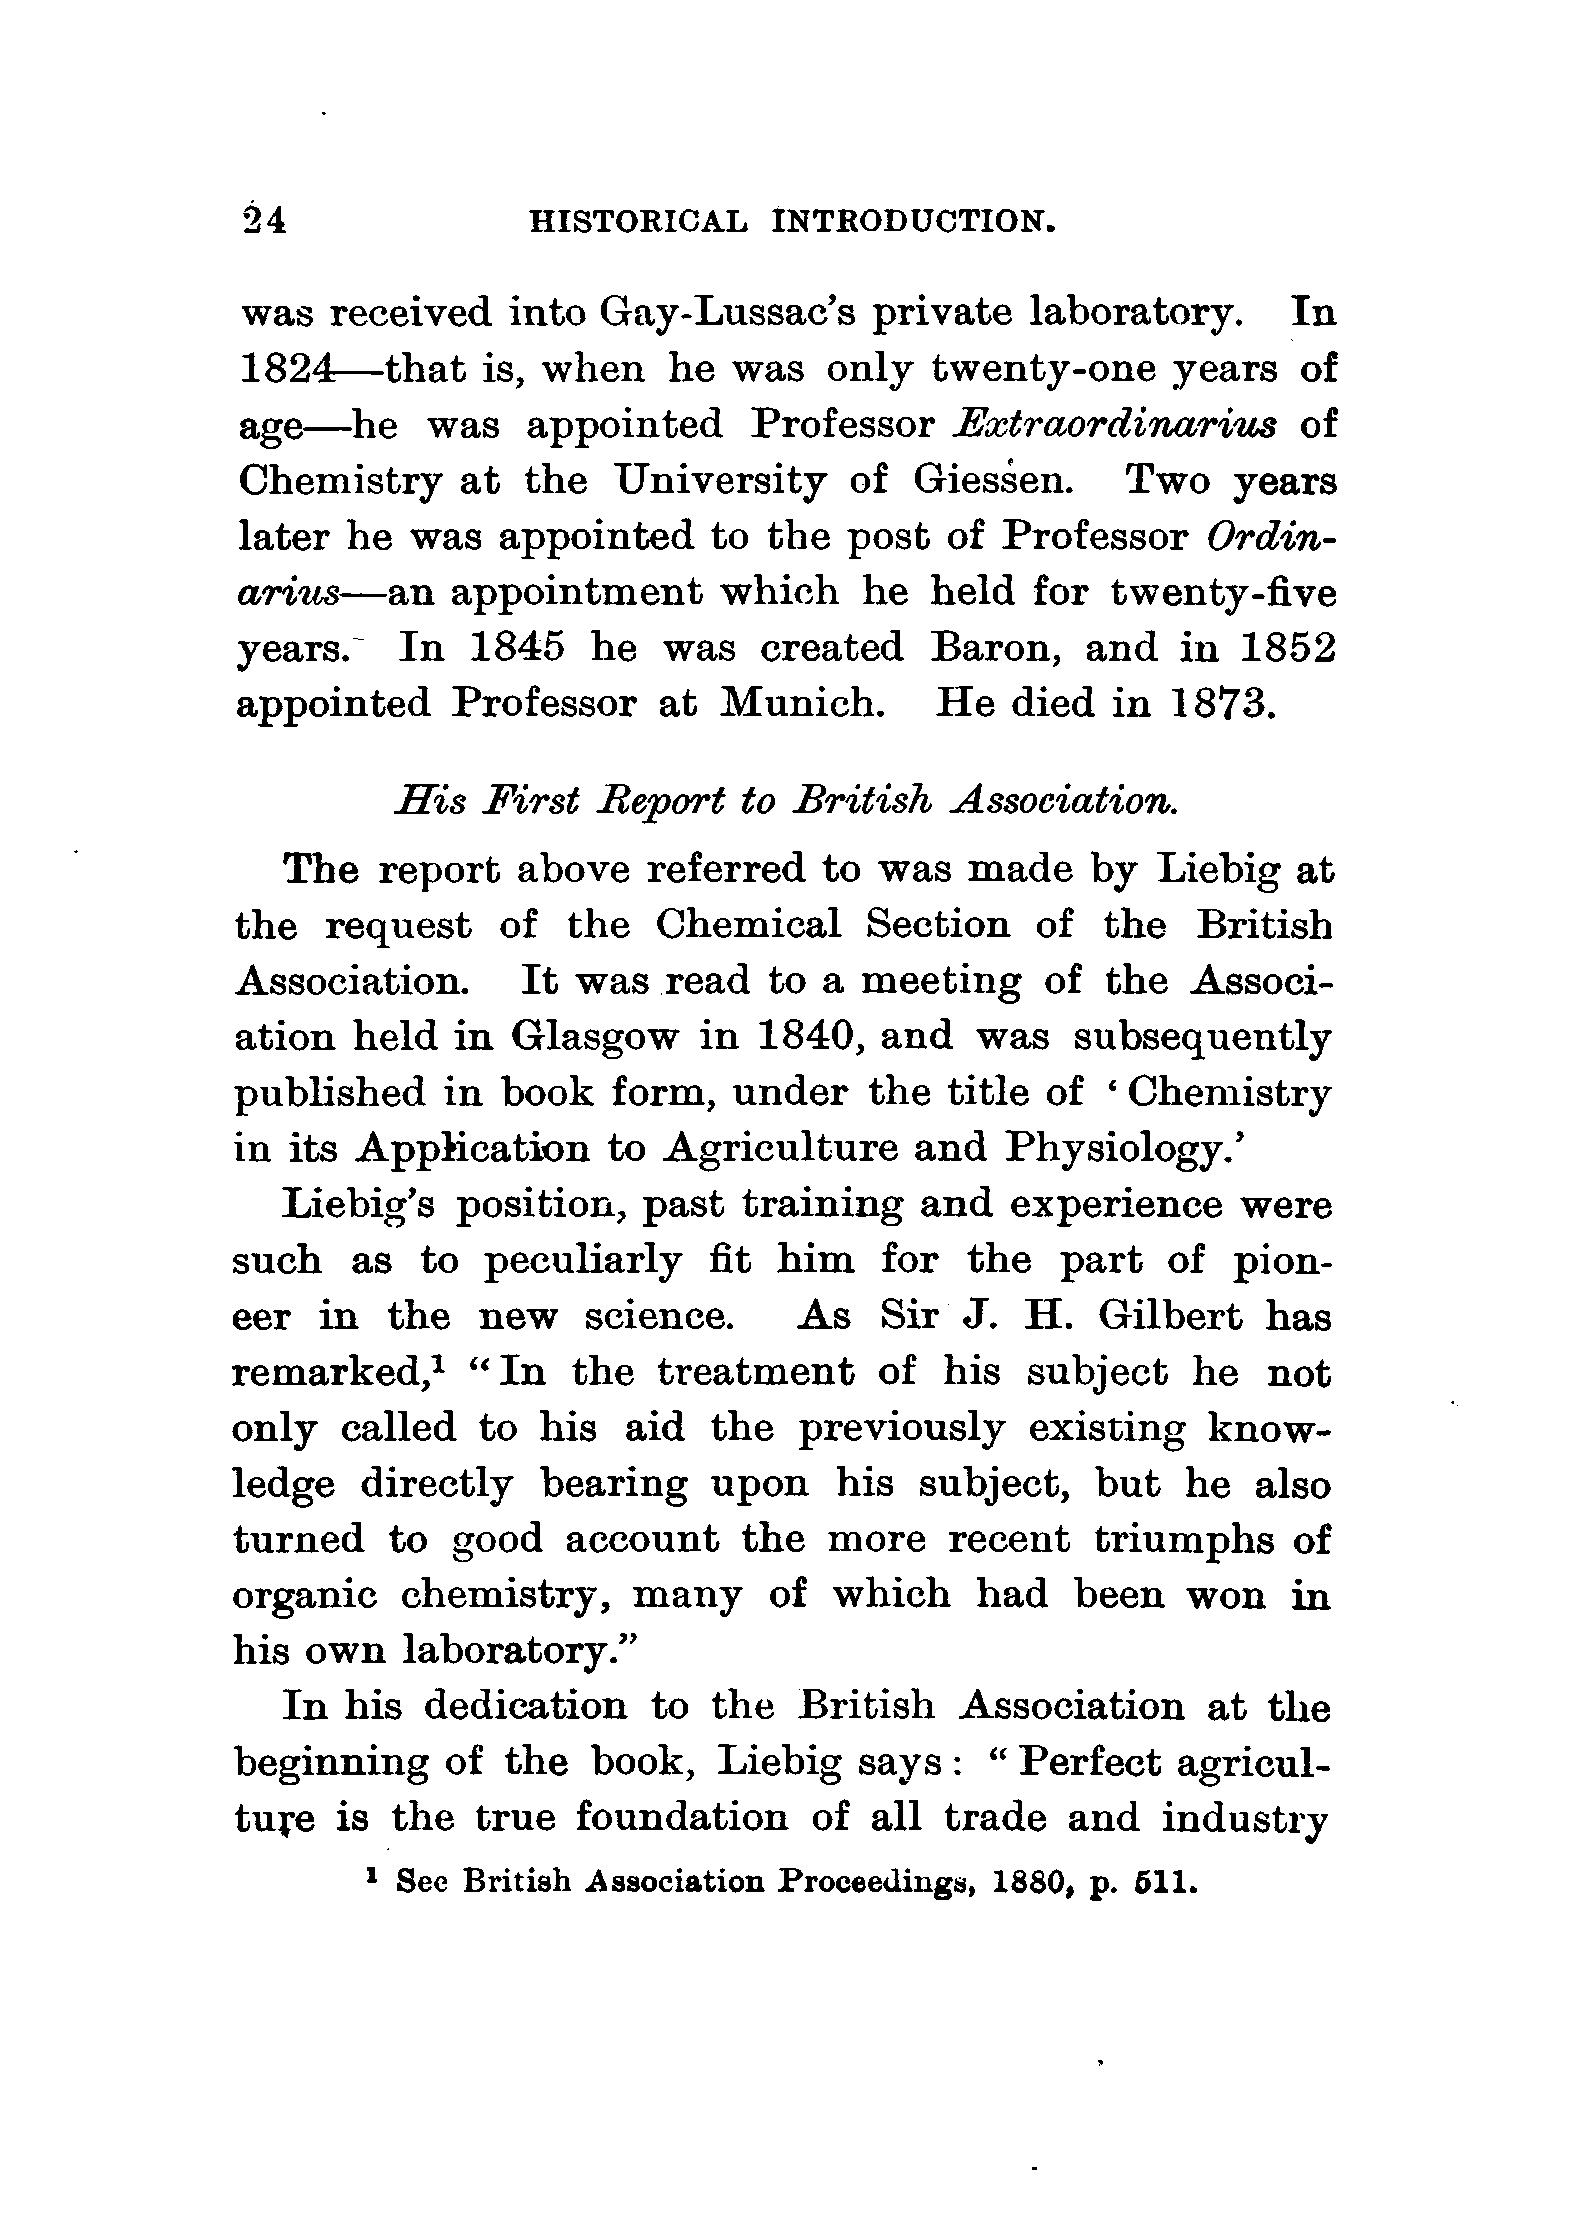 24 HISTORICAL INTRODUCTION.
was received into Gay-Lussac's private laboratory. In
1824—that is, when he was only twenty-one years of
age—he was appointed Professor Extraordinarius of
Chemistry at the University of Giessen. Two years
later he was appointed to the post of Professor Ordin-
arius—an appointment which he held for twenty-five
years. In 1845 he was created Baron, and in 1852
appointed Professor at Munich. He died in 1873.
His First Report to British Association.
The report above referred to was made by Liebig at
the request of the Chemical Section of the British
Association. It was read to a meeting of the Associ-
ation held in Glasgow in 1840, and was subsequently
published in book form, under the title of ‘Chemistry
in its Application to Agriculture and Physiology.’
Liebig's position, past training and experience were
such as to peculiarly fit him for the part of pion-
eer in the new science. As Sir J. H. Gilbert has
remarked,¹ “In the treatment of his subject he not
only called to his aid the previously existing know-
ledge directly bearing upon his subject, but he also
turned to good account the more recent triumphs of
organic chemistry, many of which had been won in
his own laboratory.”
In his dedication to the British Association at the
beginning of the book, Liebig says: “Perfect agricul-
ture is the true foundation of all trade and industry
¹ See British Association Proceedings, 1880, p. 511.